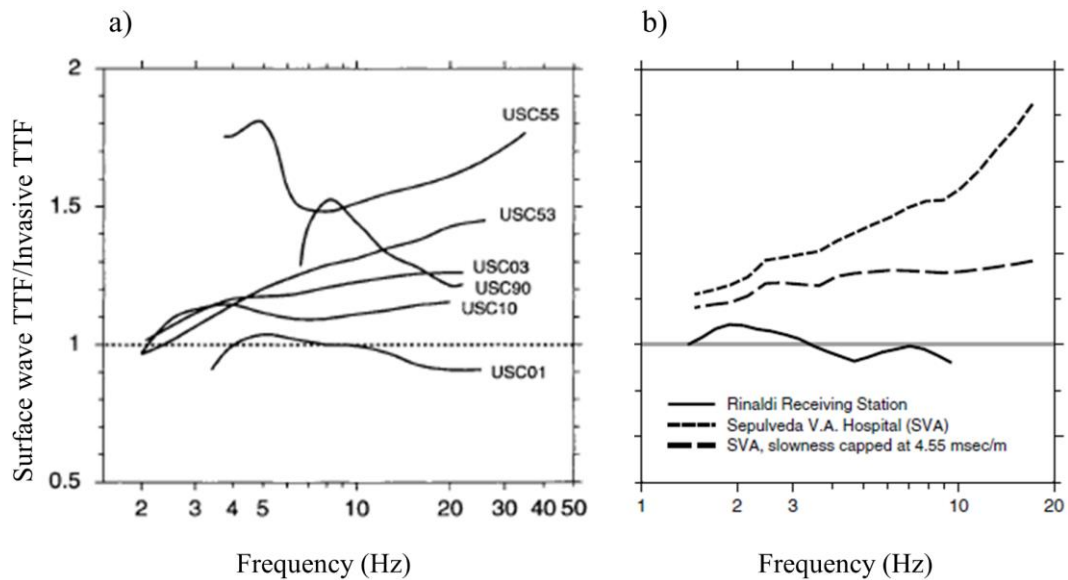 a)
b)
Surface wave TTF/Invasive TTF
2
1.5
1
0.5
USC55
USC53
USC03
USC90
USC10
USC01
2 3 4 5 10 20 30 40 50
Frequency (Hz)
Rinaldi Receiving Station
Sepulveda V.A. Hospital (SVA)
SVA, slowness capped at 4.55 msec/m
1 2 3 10 20
Frequency (Hz)